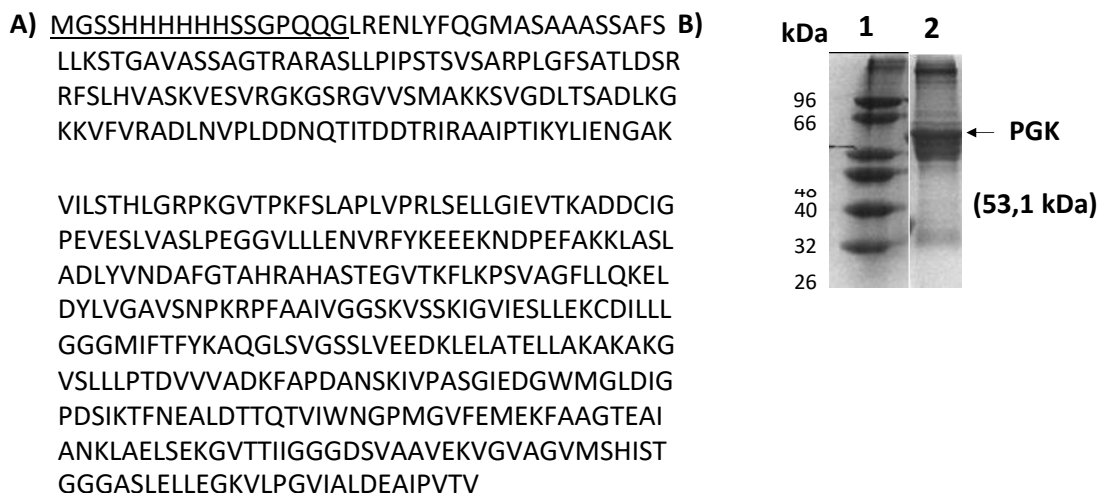 A) MGSSHHHHHHSSGPQQGLRENLYFQGMASAAASSAFS
LLKSTGAVASSAGTRARASLLPIPSTSVSARPLGFSATLDSR
RFSLHVASKVESVRGKGSRGVVSMAKKSVGDLTSADLKG
KKVFVRADLNVPLDDNQTITDDTRIRAAIPTIKYLIENGAK
VILSTHLGRPKGVTPKFSLAPLVPRLSELLGIEVTKADDCIG
PEVESLVASLPEGGVLLLENVRFYKEEEKNDPEFAKKLASL
ADLYVNDAFGTAHRAHASTEGVTKFLKPSVAGFLLQKEL
DYLVGAVSNPKRPFAAIVGGSKVSSKIGVIESLLEKCDILLL
GGGMIFTFYKAQGLSVGSSLVEEDKLELATELLAKAKAKG
VSLLLPTDVVVADKFAPDANSKIVPASGIEDGWMGLDIG
PDSIKTFNEALDTTQTVIWNGPMGVFEMEKFAAGTEAI
ANKLAELSEKGVTTIIGGGDSVAAVEKVGVAGVMSHIST
GGGASLELLEGKVLPGVIALDEAIPVTV
B)
kDa 1 2
96
66
48
40
32
26
PGK
(53,1 kDa)